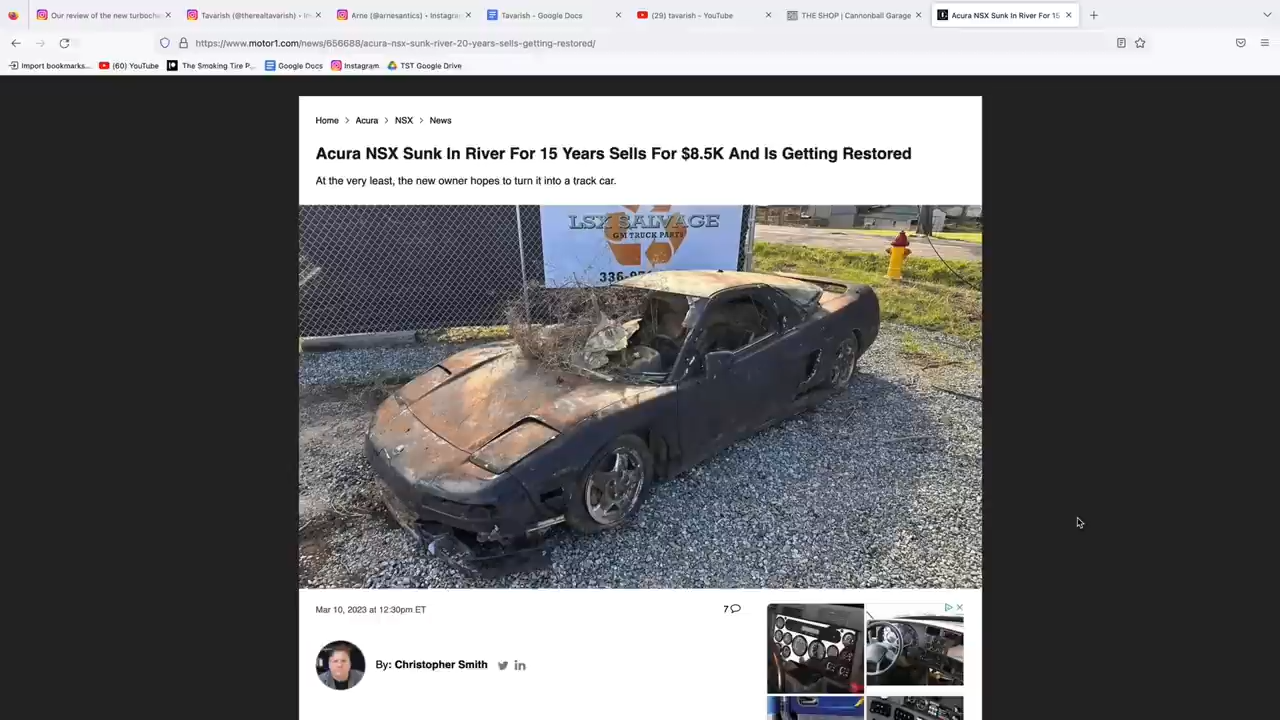 Our review of the new turbocha
Tavarish (@therealtavarish) • In
Arne (@arnesantics) • Instagra
Tavarish - Google Docs
(29) tavarish - YouTube
THE SHOP | Cannonball Garage
Acura NSX Sunk In River For 15
https://www.motor1.com/news/656688/acura-nsx-sunk-river-20-years-sells-getting-restored/
Import bookmarks...
(60) YouTube
The Smoking Tire P...
Google Docs
Instagram
TST Google Drive
Home > Acura > NSX > News
Acura NSX Sunk In River For 15 Years Sells For $8.5K And Is Getting Restored
At the very least, the new owner hopes to turn it into a track car.
LSX SALVAGE
GM TRUCK PARTS
Mar 10, 2023 at 12:30pm ET
7
By: Christopher Smith